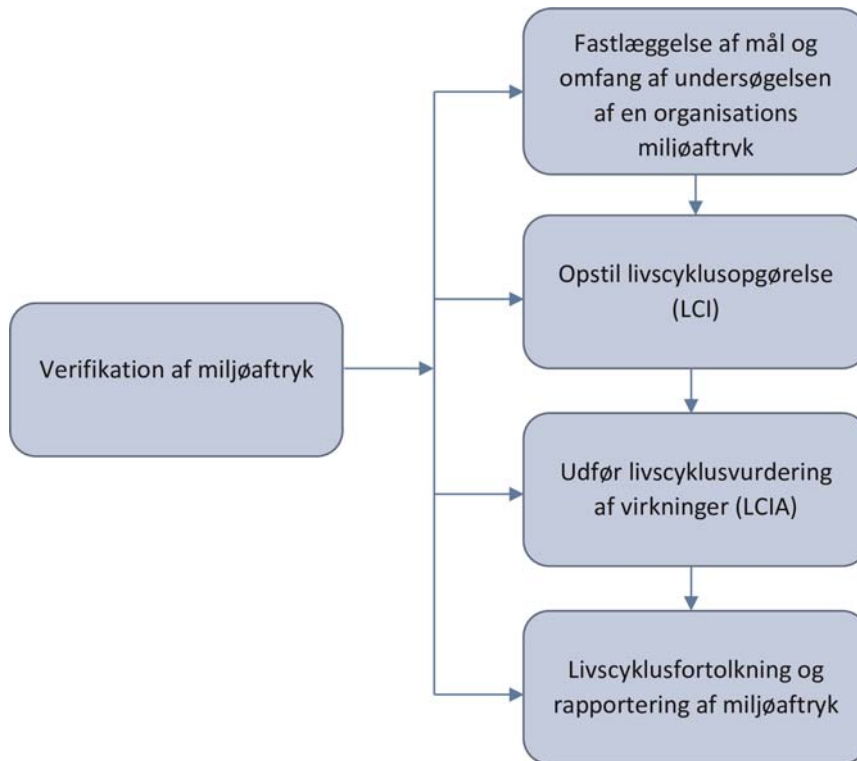 Fastlæggelse af mål og
omfang af undersøgelsen
af en organisations
miljøaftryk
Opstil livscyklusopgørelse
(LCI)
Verifikation af miljøaftryk
Udfør livscyklusvurdering
af virkninger (LCIA)
Livscyklusfortolkning og
rapportering af miljøaftryk